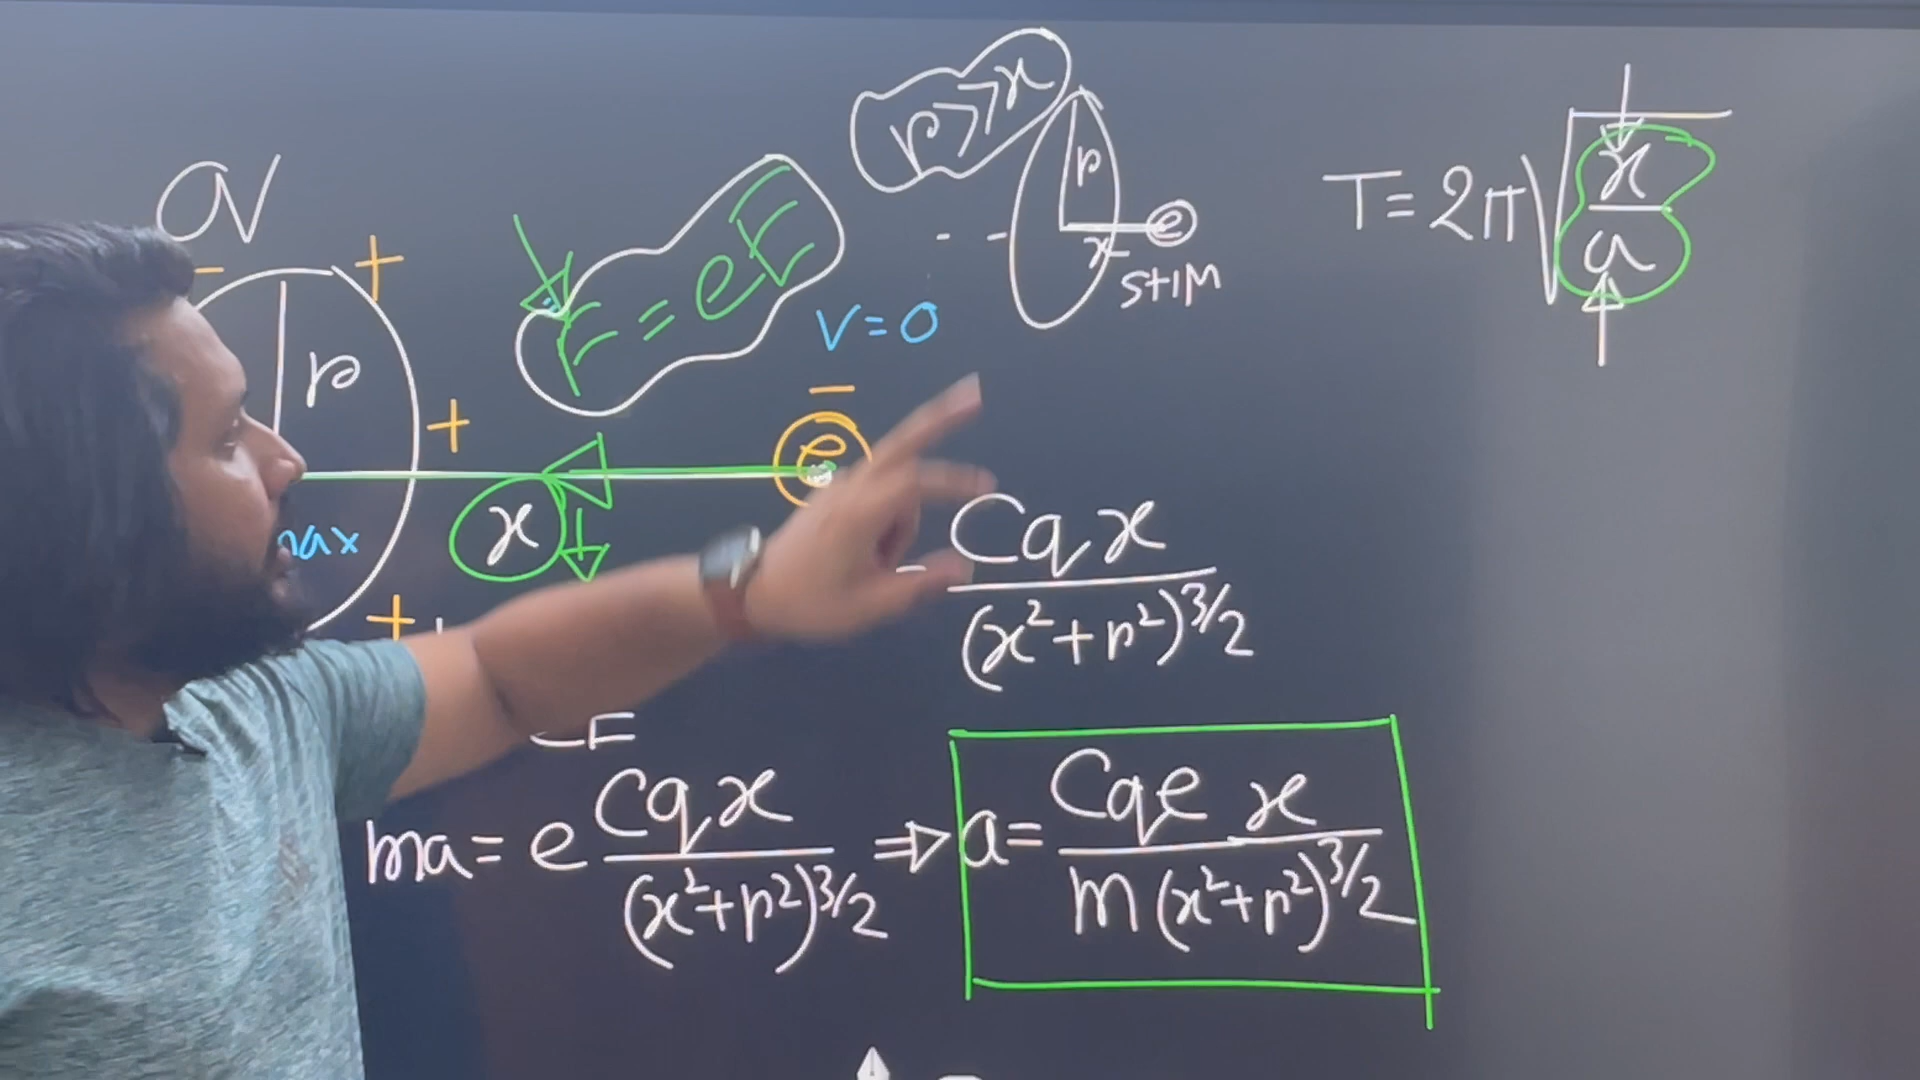 q
r
+
+
+
-
max
F = eE
x
r >> x
r
e
x
STIM
V = 0
-
e
T = 2π√(x/a)
Cqx/(x²+r²)^3/2
E
ma = e Cqx/(x²+r²)^3/2 ⇒ a = Cqe x/m(x²+r²)^3/2